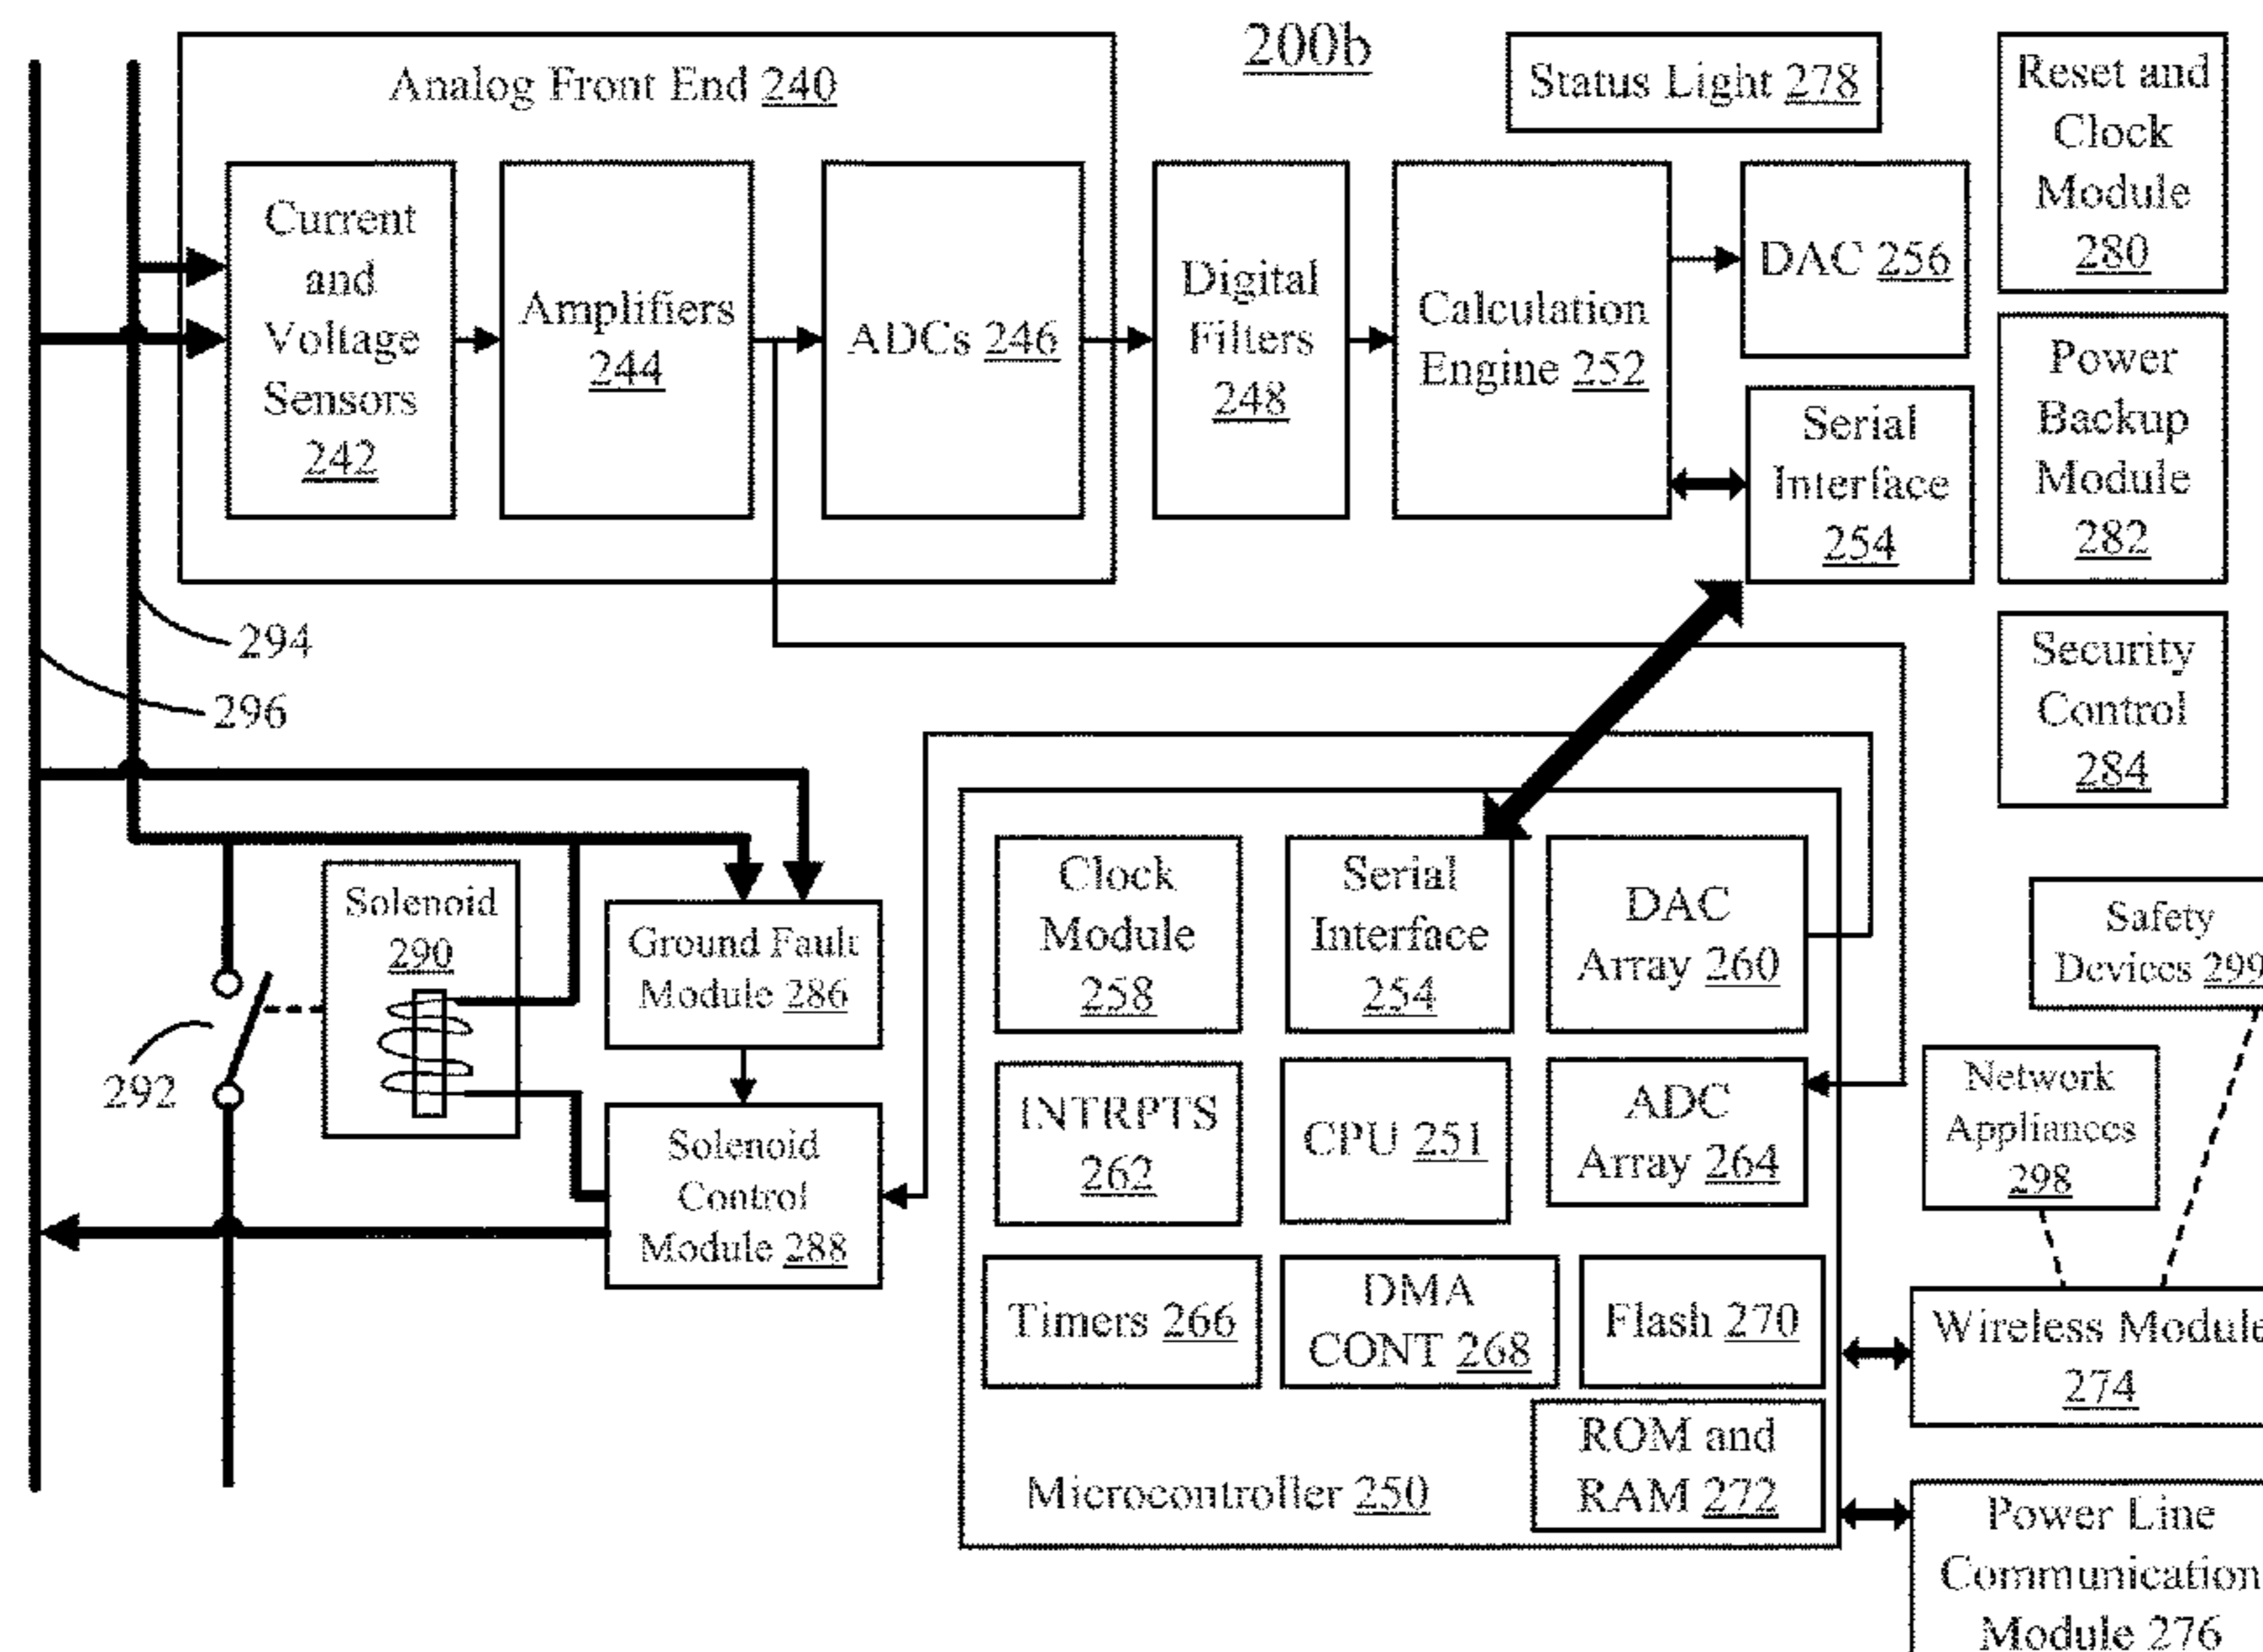 200b
Analog Front End 240
Status Light 278
Reset and
Clock
Module
280
Current
and
Voltage
Sensors
242
Amplifiers
244
ADCs 246
Digital
Filters
248
Calculation
Engine 252
DAC 256
Serial
Interface
254
Power
Backup
Module
282
Security
Control
284
294
296
292
Solenoid
290
Ground Fault
Module 286
Solenoid
Control
Module 288
Clock
Module
258
Serial
Interface
254
DAC
Array 260
INTRPTS
262
CPU 251
ADC
Array 264
Timers 266
DMA
CONT 268
Flash 270
ROM and
RAM 272
Microcontroller 250
Safety
Devices 299
Network
Appliances
298
Wireless Module
274
Power Line
Communication
Module 276